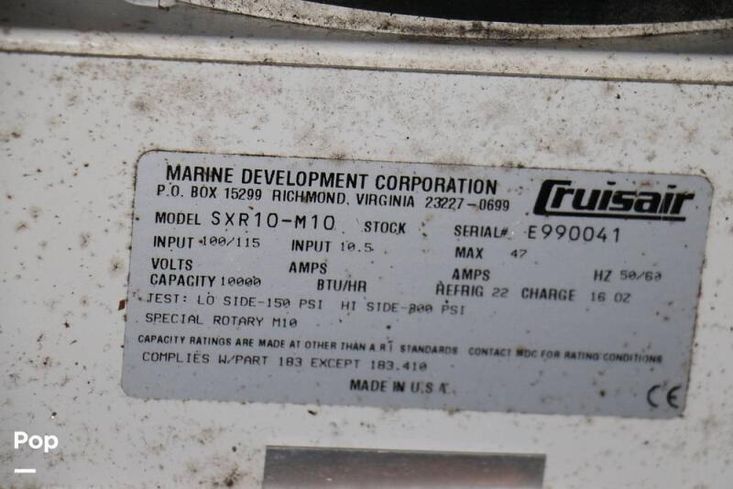 MARINE DEVELOPMENT CORPORATION
P.O. BOX 15299 RICHMOND, VIRGINIA 23227-0699
Cruisair
MODEL SXR10-M10 STOCK SERIAL# E990041
INPUT 100/115 INPUT 10.5 MAX 47
VOLTS AMPS AMPS HZ 50/60
CAPACITY 10000 BTU/HR REFRIG 22 CHARGE 16 OZ
TEST: LO SIDE-150 PSI HI SIDE-800 PSI
SPECIAL ROTARY M10
CAPACITY RATINGS ARE MADE AT OTHER THAN A R I STANDARDS CONTACT MDC FOR RATING CONDITIONS
COMPLIES W/PART 183 EXCEPT 183.410
MADE IN U.S.A.
CE
Pop